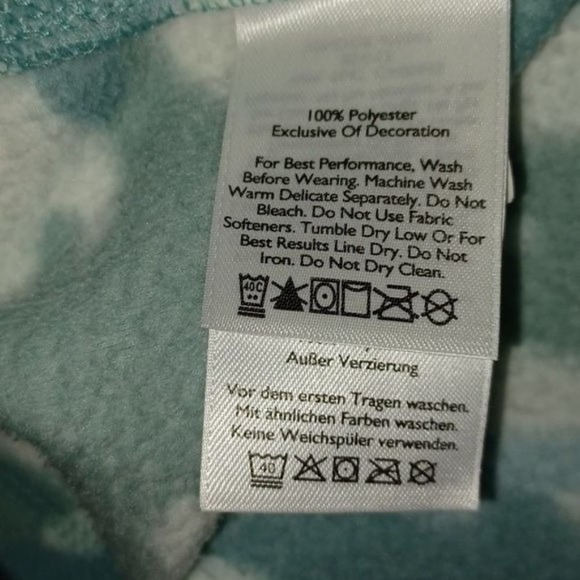 100% Polyester
Exclusive Of Decoration
For Best Performance, Wash
Before Wearing. Machine Wash
Warm Delicate Separately. Do Not
Bleach. Do Not Use Fabric
Softeners. Tumble Dry Low Or For
Best Results Line Dry. Do Not
Iron. Do Not Dry Clean.
40 C
Außer Verzierung
Vor dem ersten Tragen waschen.
Mit ähnlichen Farben waschen.
Keine Weichspüler verwenden.
40